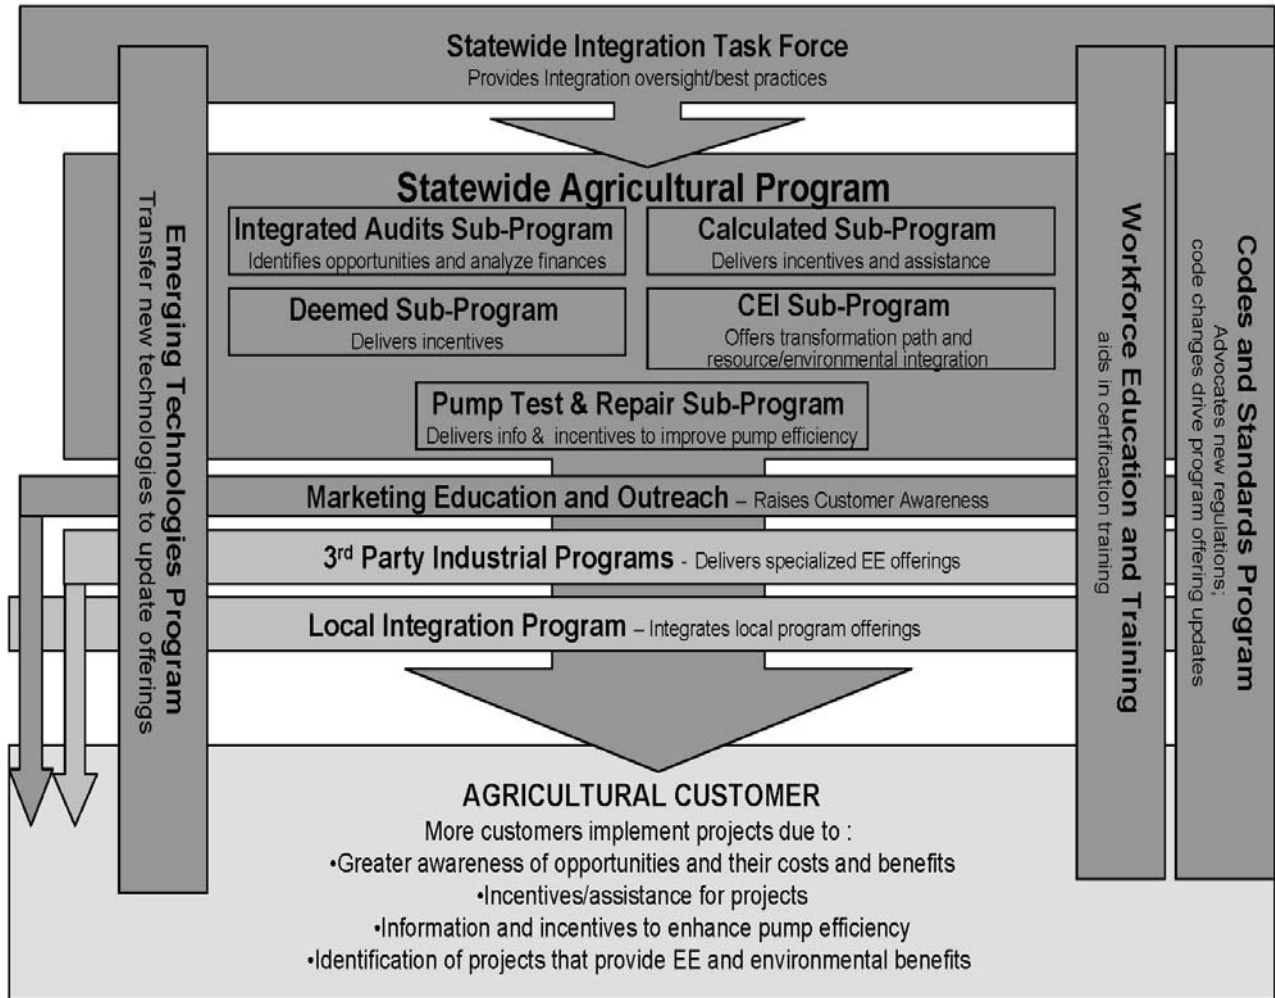 Statewide Integration Task Force
Provides Integration oversight/best practices
Statewide Agricultural Program
Integrated Audits Sub-Program
Identifies opportunities and analyze finances
Calculated Sub-Program
Delivers incentives and assistance
Deemed Sub-Program
Delivers incentives
CEI Sub-Program
Offers transformation path and
resource/environmental integration
Pump Test & Repair Sub-Program
Delivers info & incentives to improve pump efficiency
Marketing Education and Outreach – Raises Customer Awareness
3rd Party Industrial Programs - Delivers specialized EE offerings
Local Integration Program – Integrates local program offerings
Emerging Technologies Program
Transfer new technologies to update offerings
Workforce Education and Training
aids in certification training
Codes and Standards Program
Advocates new regulations;
code changes drive program offering updates
AGRICULTURAL CUSTOMER
More customers implement projects due to :
•Greater awareness of opportunities and their costs and benefits
•Incentives/assistance for projects
•Information and incentives to enhance pump efficiency
•Identification of projects that provide EE and environmental benefits